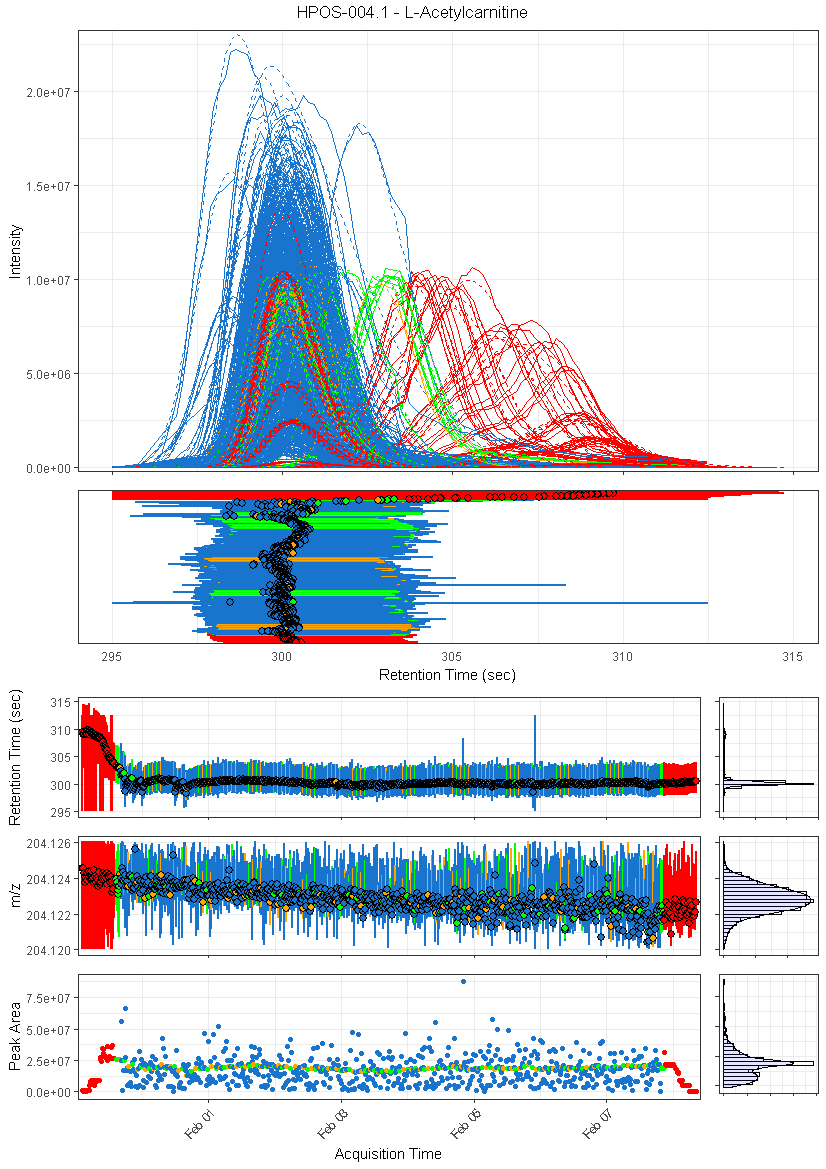 HPOS-004.1 - L-Acetylcarnitine
2.0e+07
1.5e+07
1.0e+07
5.0e+06
0.0e+00
Intensity
295 300 305 310 315
Retention Time (sec)
315
310
305
300
295
Retention Time (sec)
204.126
204.124
204.122
204.120
m/z
7.5e+07
5.0e+07
2.5e+07
0.0e+00
Peak Area
Feb 01 Feb 03 Feb 05 Feb 07
Acquisition Time